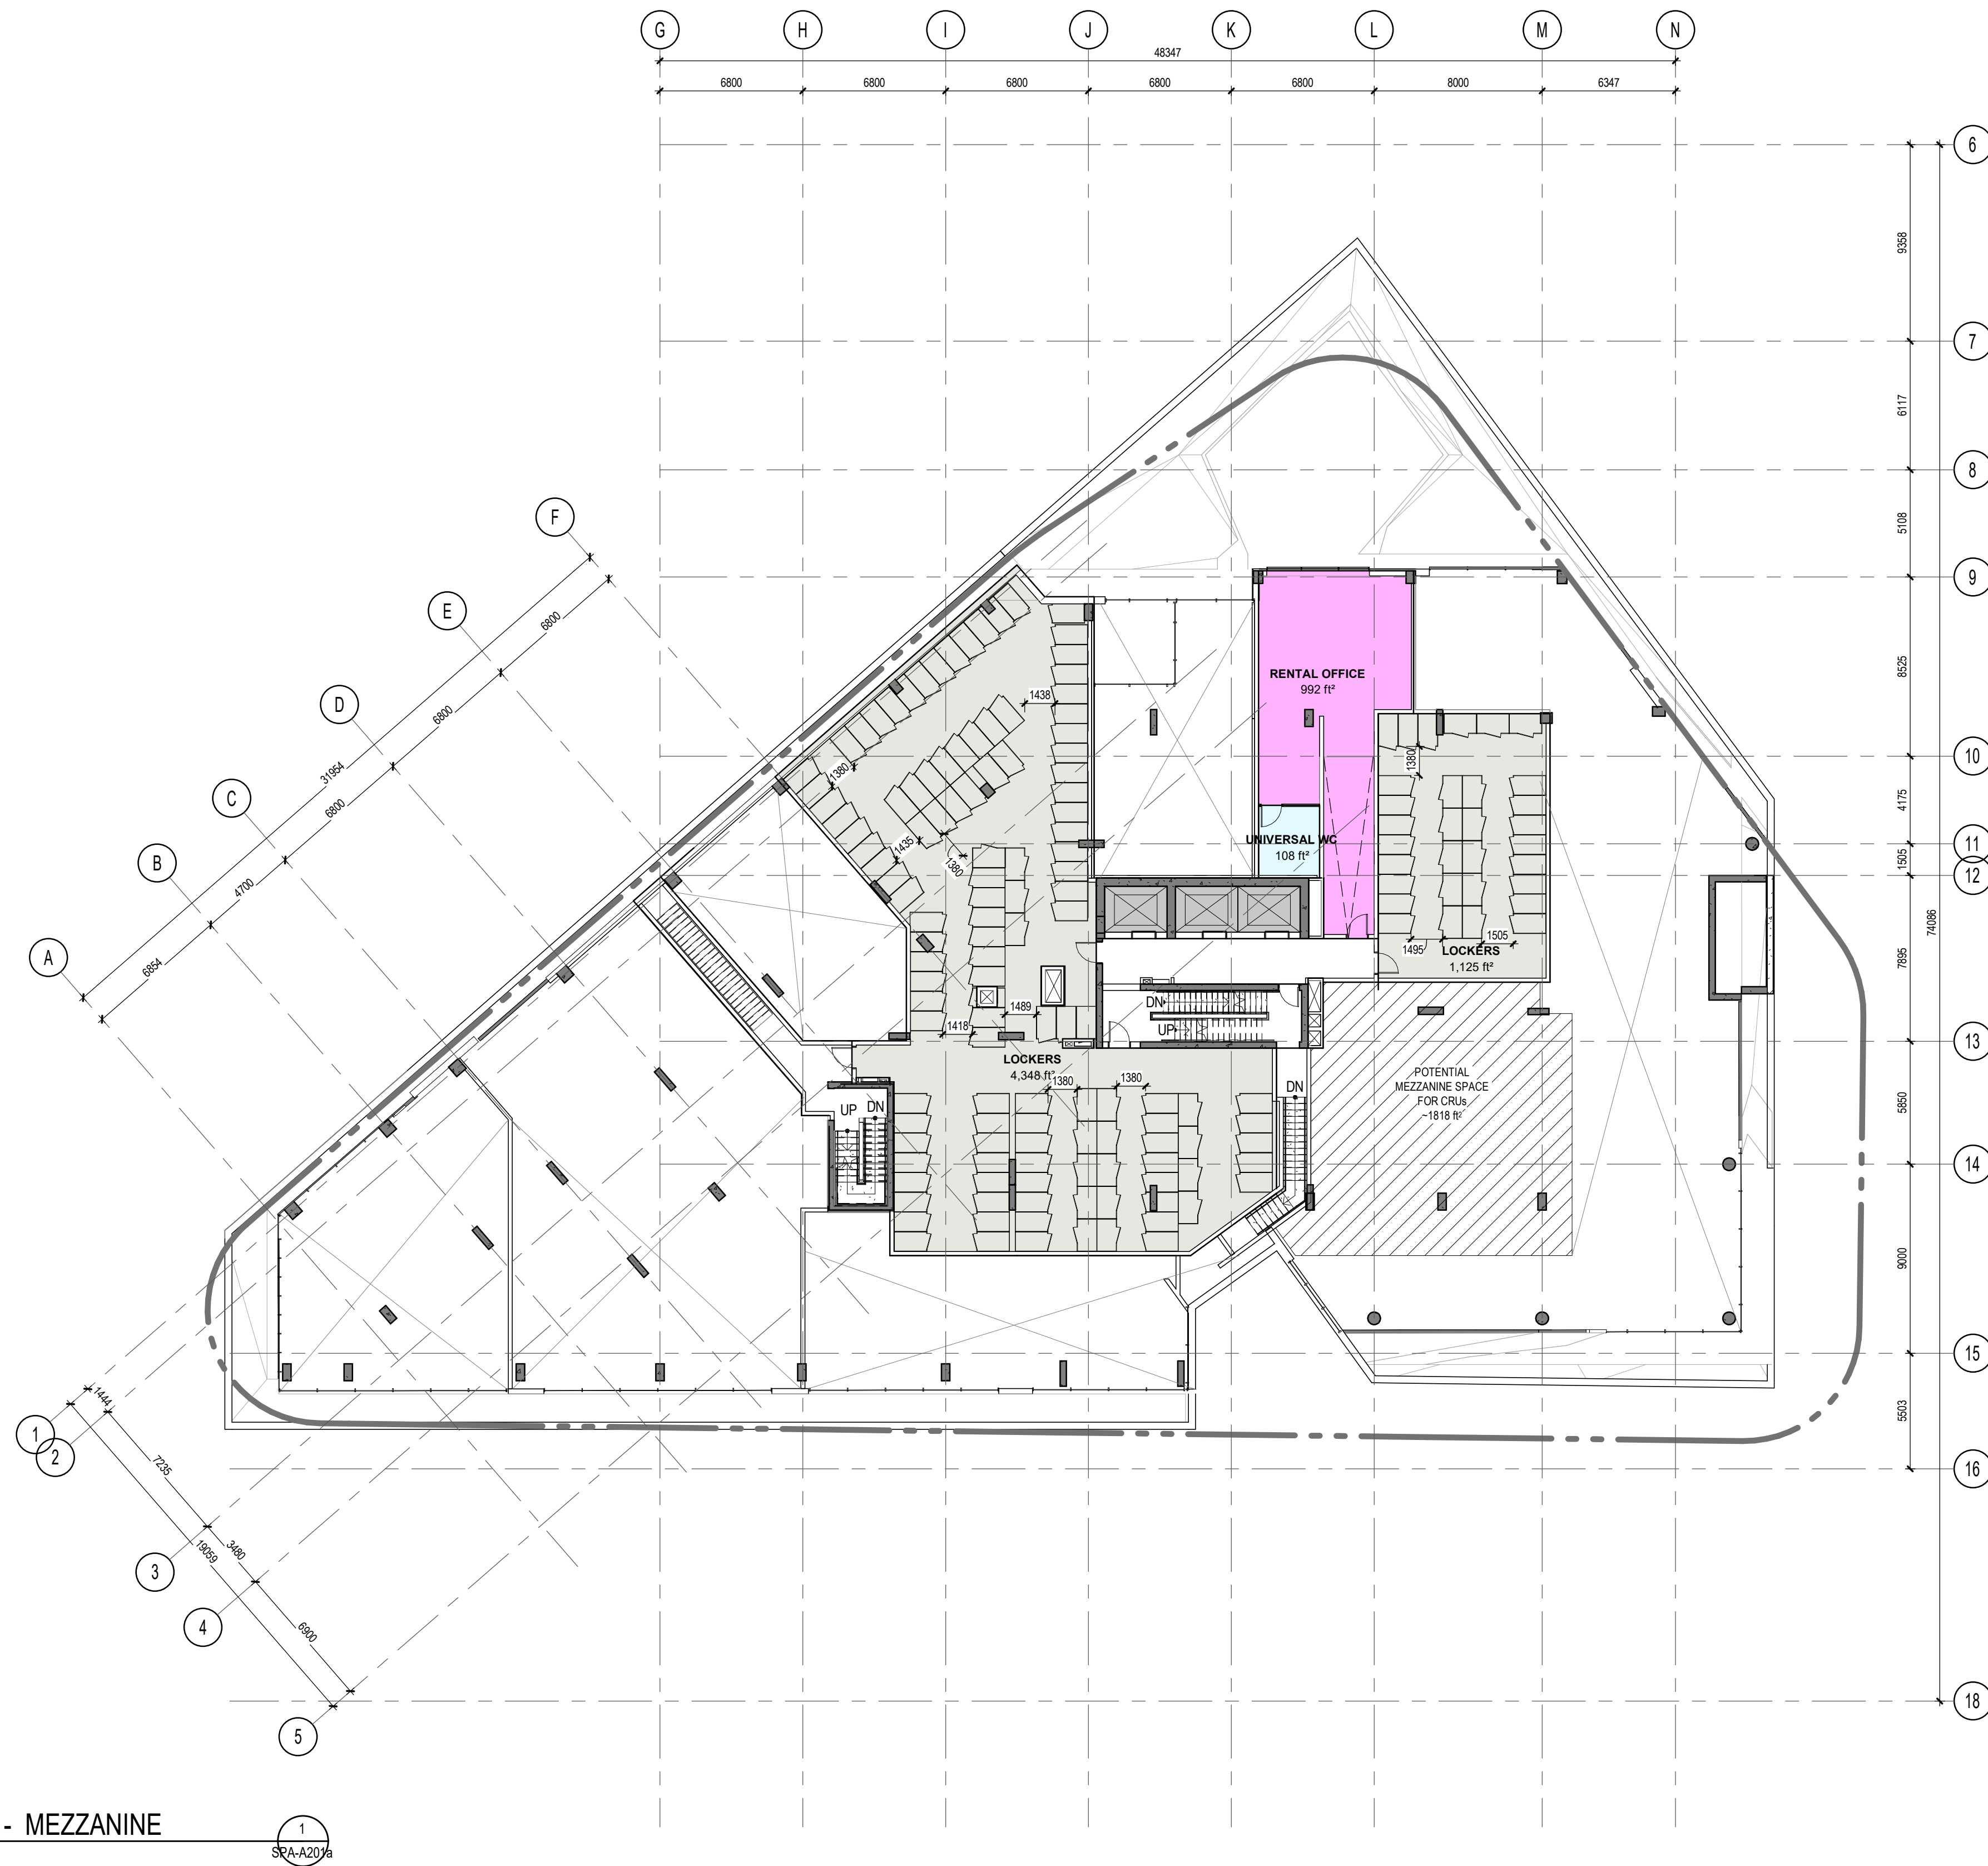 G H I J K L M N
48347
6800 6800 6800 6800 6800 8000 6347
6
9358
7
6117
8
5108
9
8525
10
4175
11
1505
12
74086
7895
13
5850
14
9000
15
5503
16
18
F
E
D
C
B
A
6800
6800
31954
6800
4700
6854
RENTAL OFFICE
992 ft²
1438
1380
1380
1435
1380
UNIVERSAL WC
108 ft²
1495
1505
LOCKERS
1,125 ft²
1489
1418
DN
UP
LOCKERS
4,348 ft²
1380
1380
UP
DN
DN
POTENTIAL
MEZZANINE SPACE
FOR CRUs
~1818 ft²
1444
1
2
7235
3480
19059
3
4
6900
5
- MEZZANINE
1
SPA-A201a